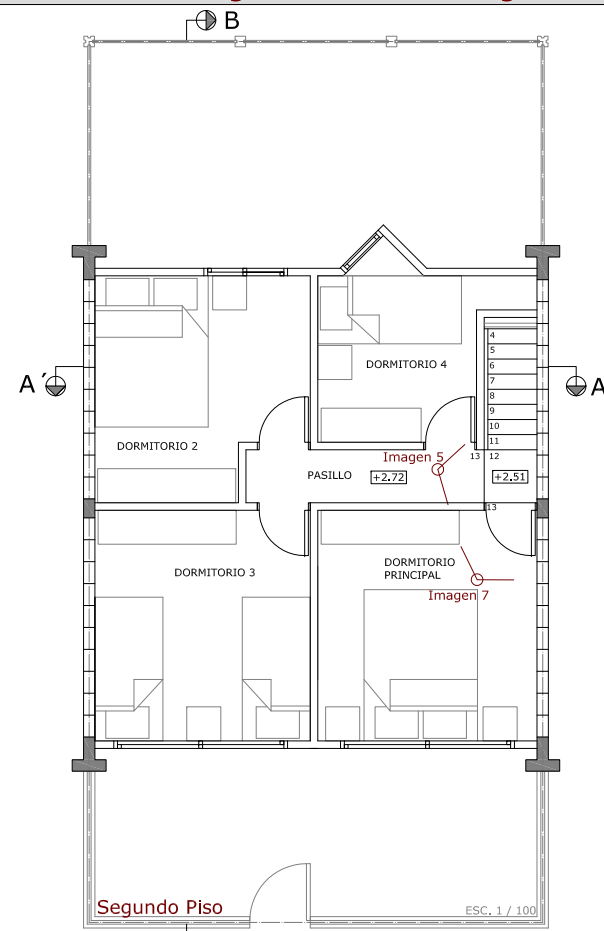 B
4
5
6
7
8
9
10
11
12
13
DORMITORIO 4
A´
A
DORMITORIO 2
Imagen 5
PASILLO
+2.72
+2.51
13
DORMITORIO 3
DORMITORIO
PRINCIPAL
Imagen 7
Segundo Piso
ESC. 1 / 100